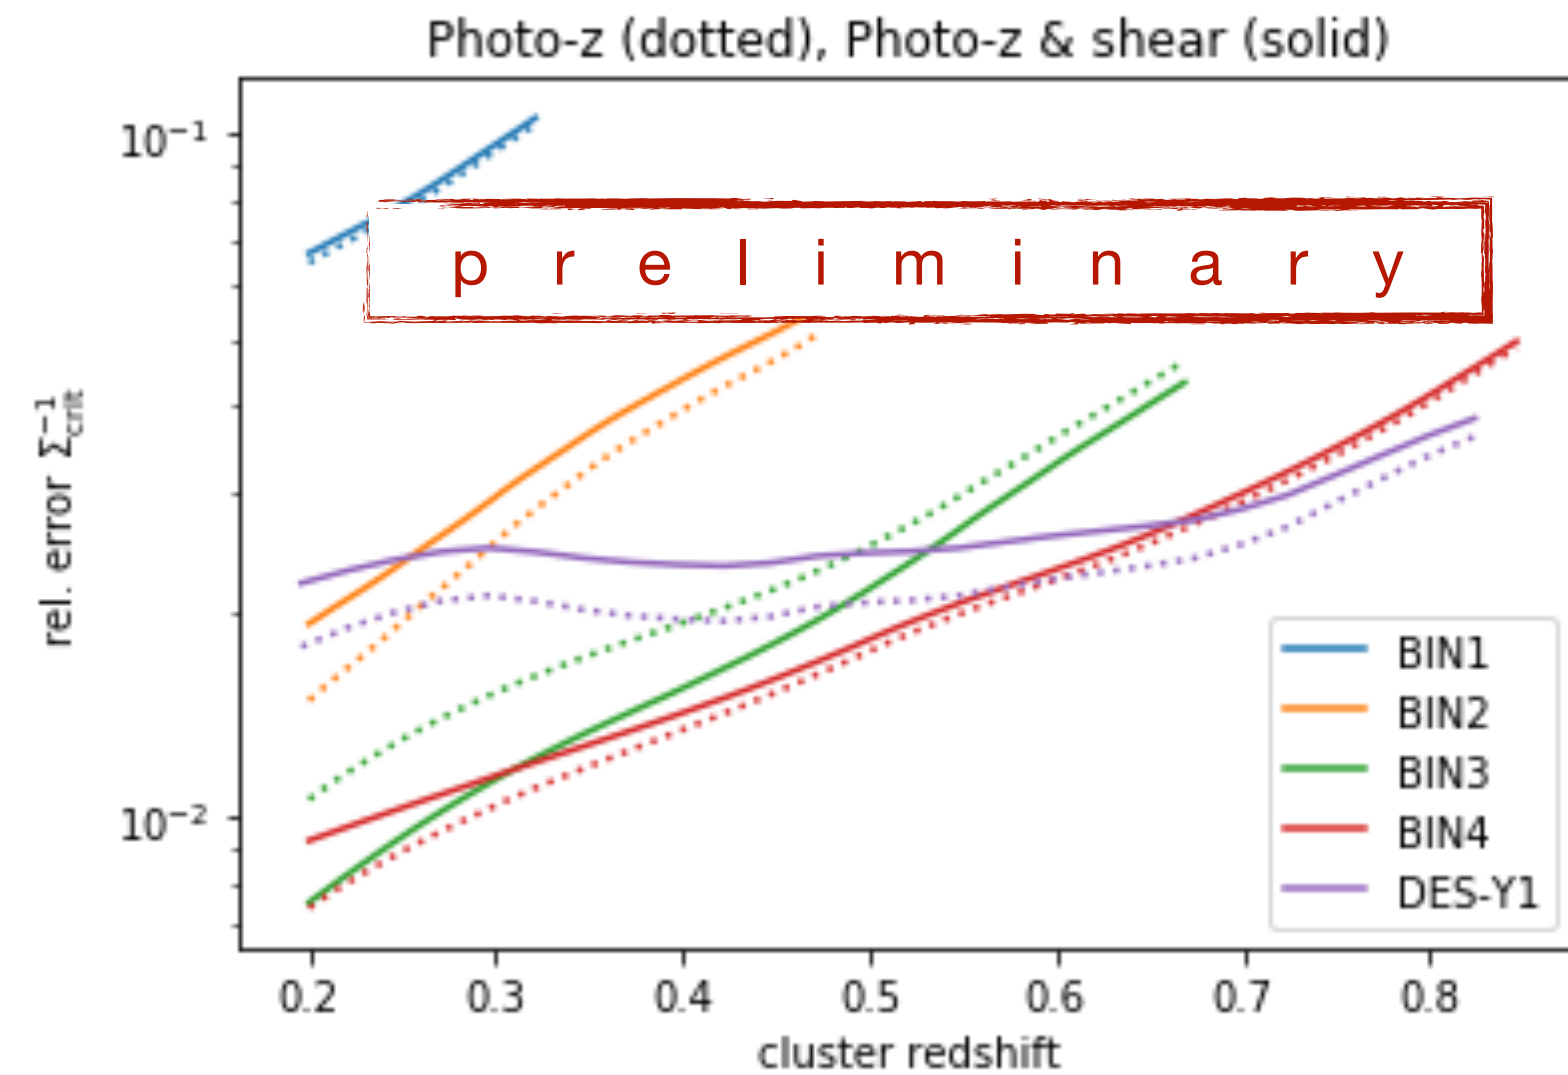 Photo-z (dotted), Photo-z & shear (solid)
10⁻¹
p r e l i m i n a r y
rel. error Σ⁻¹crit
10⁻²
BIN1
BIN2
BIN3
BIN4
DES-Y1
0.2 0.3 0.4 0.5 0.6 0.7 0.8
cluster redshift